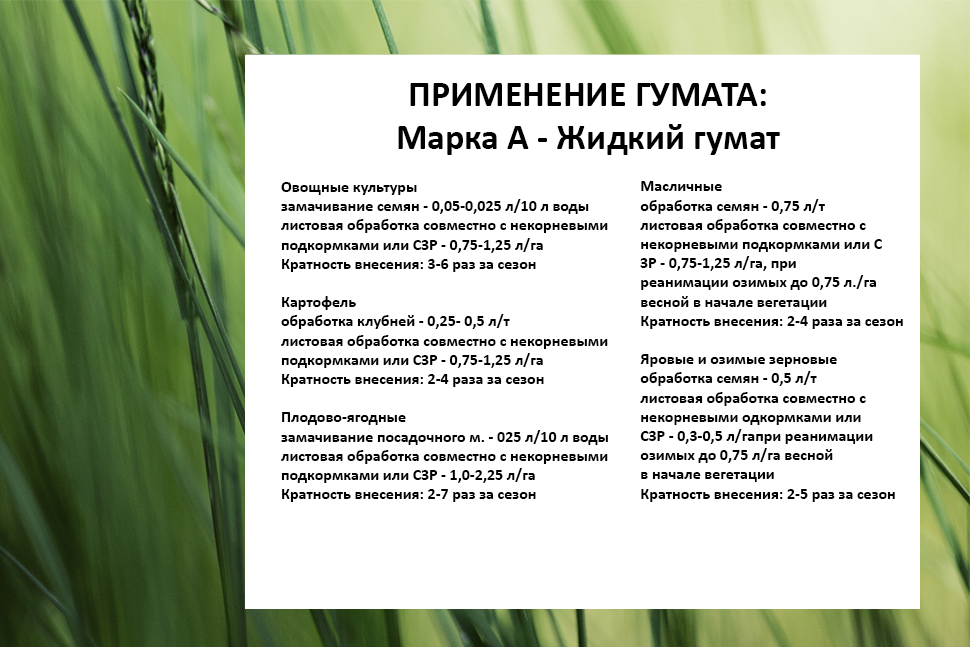 ПРИМЕНЕНИЕ ГУМАТА:
Марка А - Жидкий гумат
Овощные культуры
замачивание семян - 0,05-0,025 л/10 л воды
листовая обработка совместно с некорневыми
подкормками или СЗР - 0,75-1,25 л/га
Кратность внесения: 3-6 раз за сезон
Картофель
обработка клубней - 0,25- 0,5 л/т
листовая обработка совместно с некорневыми
подкормками или СЗР - 0,75-1,25 л/га
Кратность внесения: 2-4 раза за сезон
Плодово-ягодные
замачивание посадочного м. - 025 л/10 л воды
листовая обработка совместно с некорневыми
подкормками или СЗР - 1,0-2,25 л/га
Кратность внесения: 2-7 раз за сезон
Масличные
обработка семян - 0,75 л/т
листовая обработка совместно с
некорневыми подкормками или С
ЗР - 0,75-1,25 л/га, при
реанимации озимых до 0,75 л./га
весной в начале вегетации
Кратность внесения: 2-4 раза за сезон
Яровые и озимые зерновые
обработка семян - 0,5 л/т
листовая обработка совместно с
некорневыми одкормками или
СЗР - 0,3-0,5 л/гапри реанимации
озимых до 0,75 л/га весной
в начале вегетации
Кратность внесения: 2-5 раз за сезон